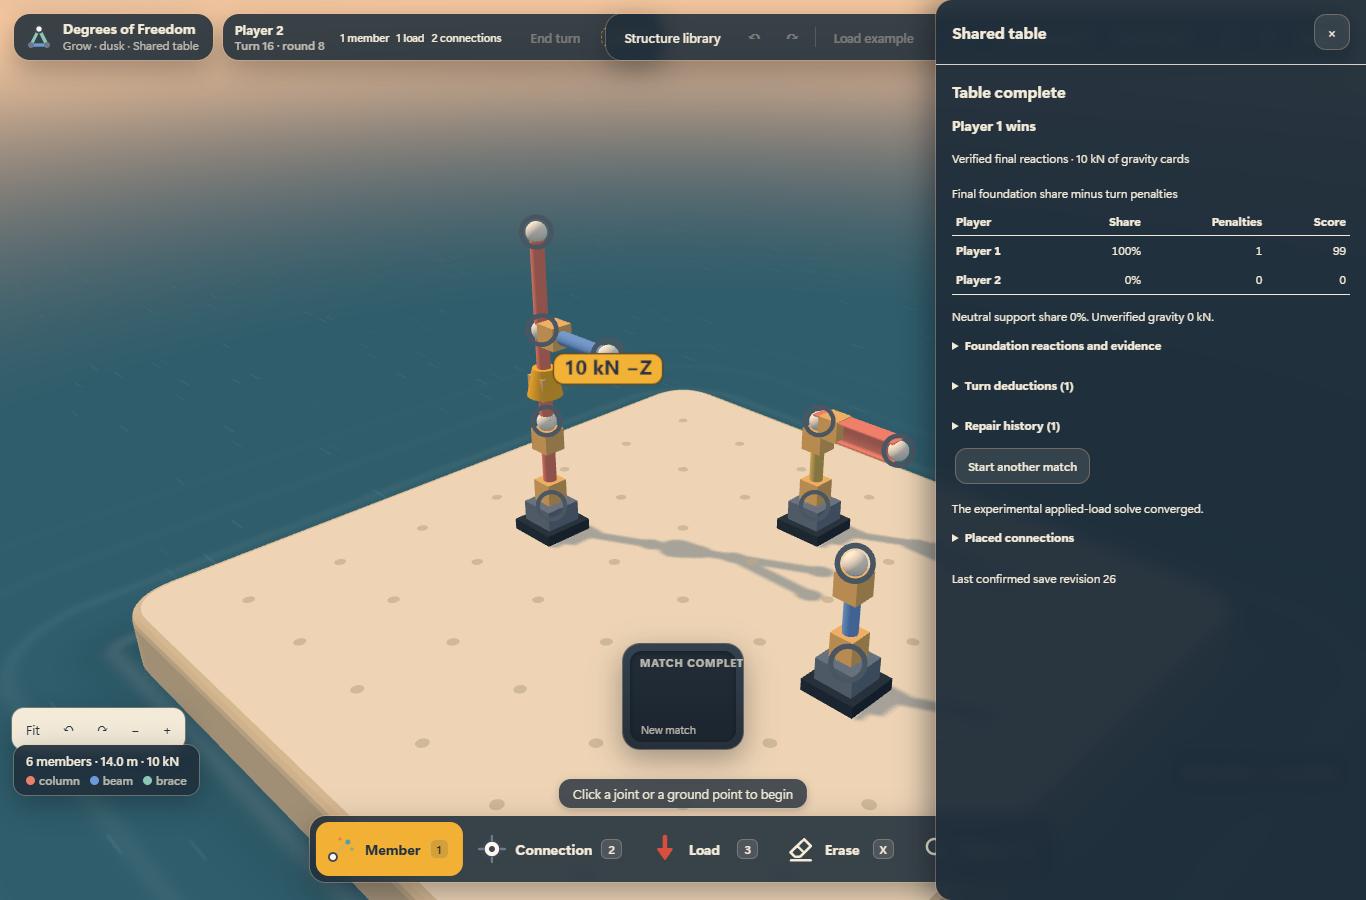 Degrees of Freedom
Grow · dusk · Shared table
Player 2
Turn 16 · round 8
1 member 1 load 2 connections
End turn
Structure library
Load example
Shared table
×
Table complete
Player 1 wins
Verified final reactions · 10 kN of gravity cards
Final foundation share minus turn penalties
Player Share Penalties Score
Player 1 100% 1 99
Player 2 0% 0 0
Neutral support share 0%. Unverified gravity 0 kN.
Foundation reactions and evidence
Turn deductions (1)
Repair history (1)
Start another match
The experimental applied-load solve converged.
Placed connections
Last confirmed save revision 26
10 kN −Z
MATCH COMPLET
New match
Fit − +
6 members · 14.0 m · 10 kN
column beam brace
Click a joint or a ground point to begin
Member 1 Connection 2 Load 3 Erase X